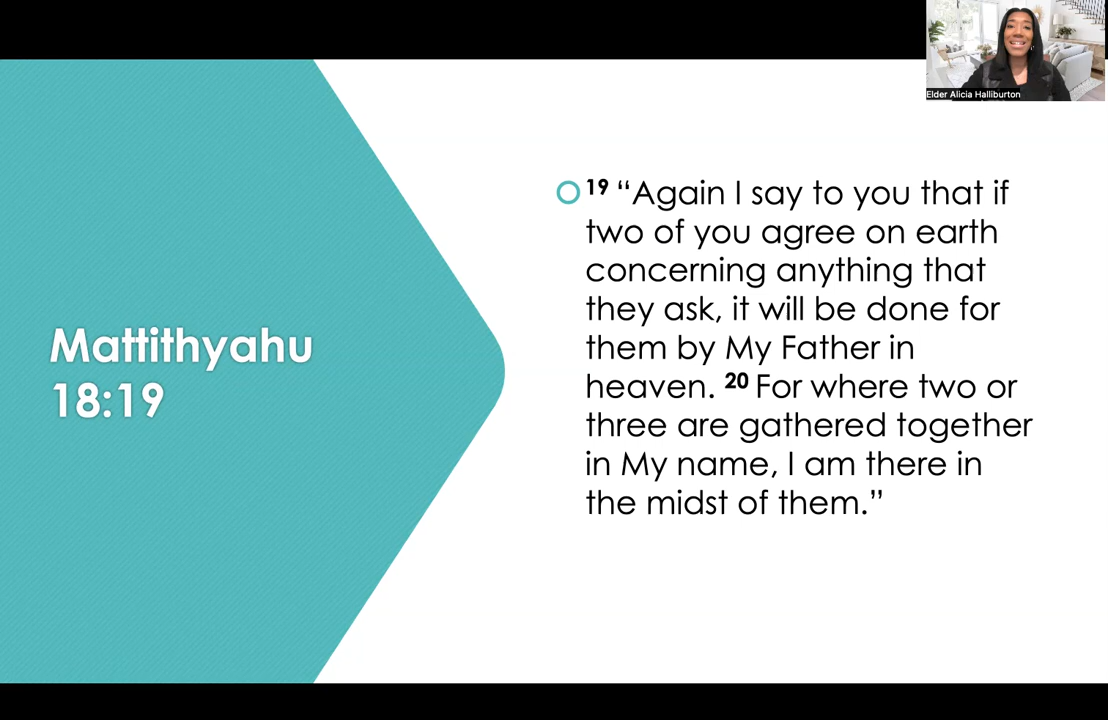 Elder Alicia Halliburton
Mattithyahu
18:19
19 “Again I say to you that if
two of you agree on earth
concerning anything that
they ask, it will be done for
them by My Father in
heaven. 20 For where two or
three are gathered together
in My name, I am there in
the midst of them.”